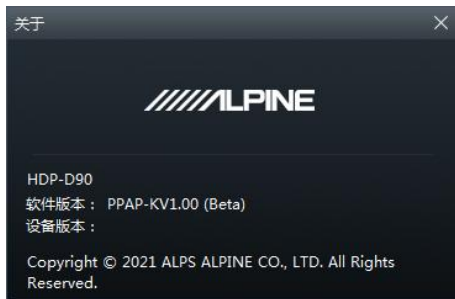 关于
ALPINE
HDP-D90
软件版本： PPAP-KV1.00 (Beta)
设备版本：
Copyright © 2021 ALPS ALPINE CO., LTD. All Rights
Reserved.